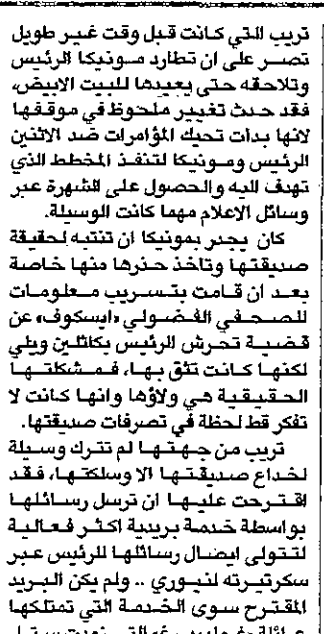 تريب التي كانت قبل وقت غير طويل
تصر على ان تطارد مونيكا الرئيس
وتلاحقه حتى يعيدها للبيت الابيض،
فقد حدث تغيير ملحوظ في موقفها
لانها بدات تحيك المؤامرات ضد الاثنين
الرئيس ومونيكا لتنفذ المخطط الذي
تهدف اليه والحصول على الشهرة عبر
وسائل الاعلام مهما كانت الوسيلة.
كان يجدر بمونيكا ان تنتبه لحقيقة
صديقتها وتاخذ حذرها منها خاصة
بعد ان قامت بتسريب معلومات
للصحفي الفضولي «ايسكوف» عن
قضية تحرش الرئيس بكاثلين ويلي
لكنها كانت تثق بها، فمشكلتها
الحقيقية هي ولاؤها وانها كانت لا
تفكر قط لحظة في تصرفات صديقتها.
تريب من جهتها لم تترك وسيلة
لخداع صديقتها الا وسلكتها، فقد
اقترحت عليها ان ترسل رسائلها
بواسطة خدمة بريدية اكثر فعالية
لتتولى ايصال رسائلها للرئيس عبر
سكرتيرته لنبوري .. ولم يكن البريد
المقترح سوى الخدمة التي تمتلكها